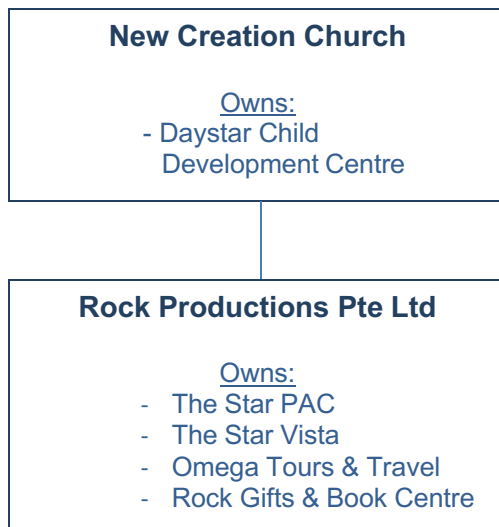 New Creation Church
Owns:
- Daystar Child
Development Centre
Rock Productions Pte Ltd
Owns:
- The Star PAC
- The Star Vista
- Omega Tours & Travel
- Rock Gifts & Book Centre